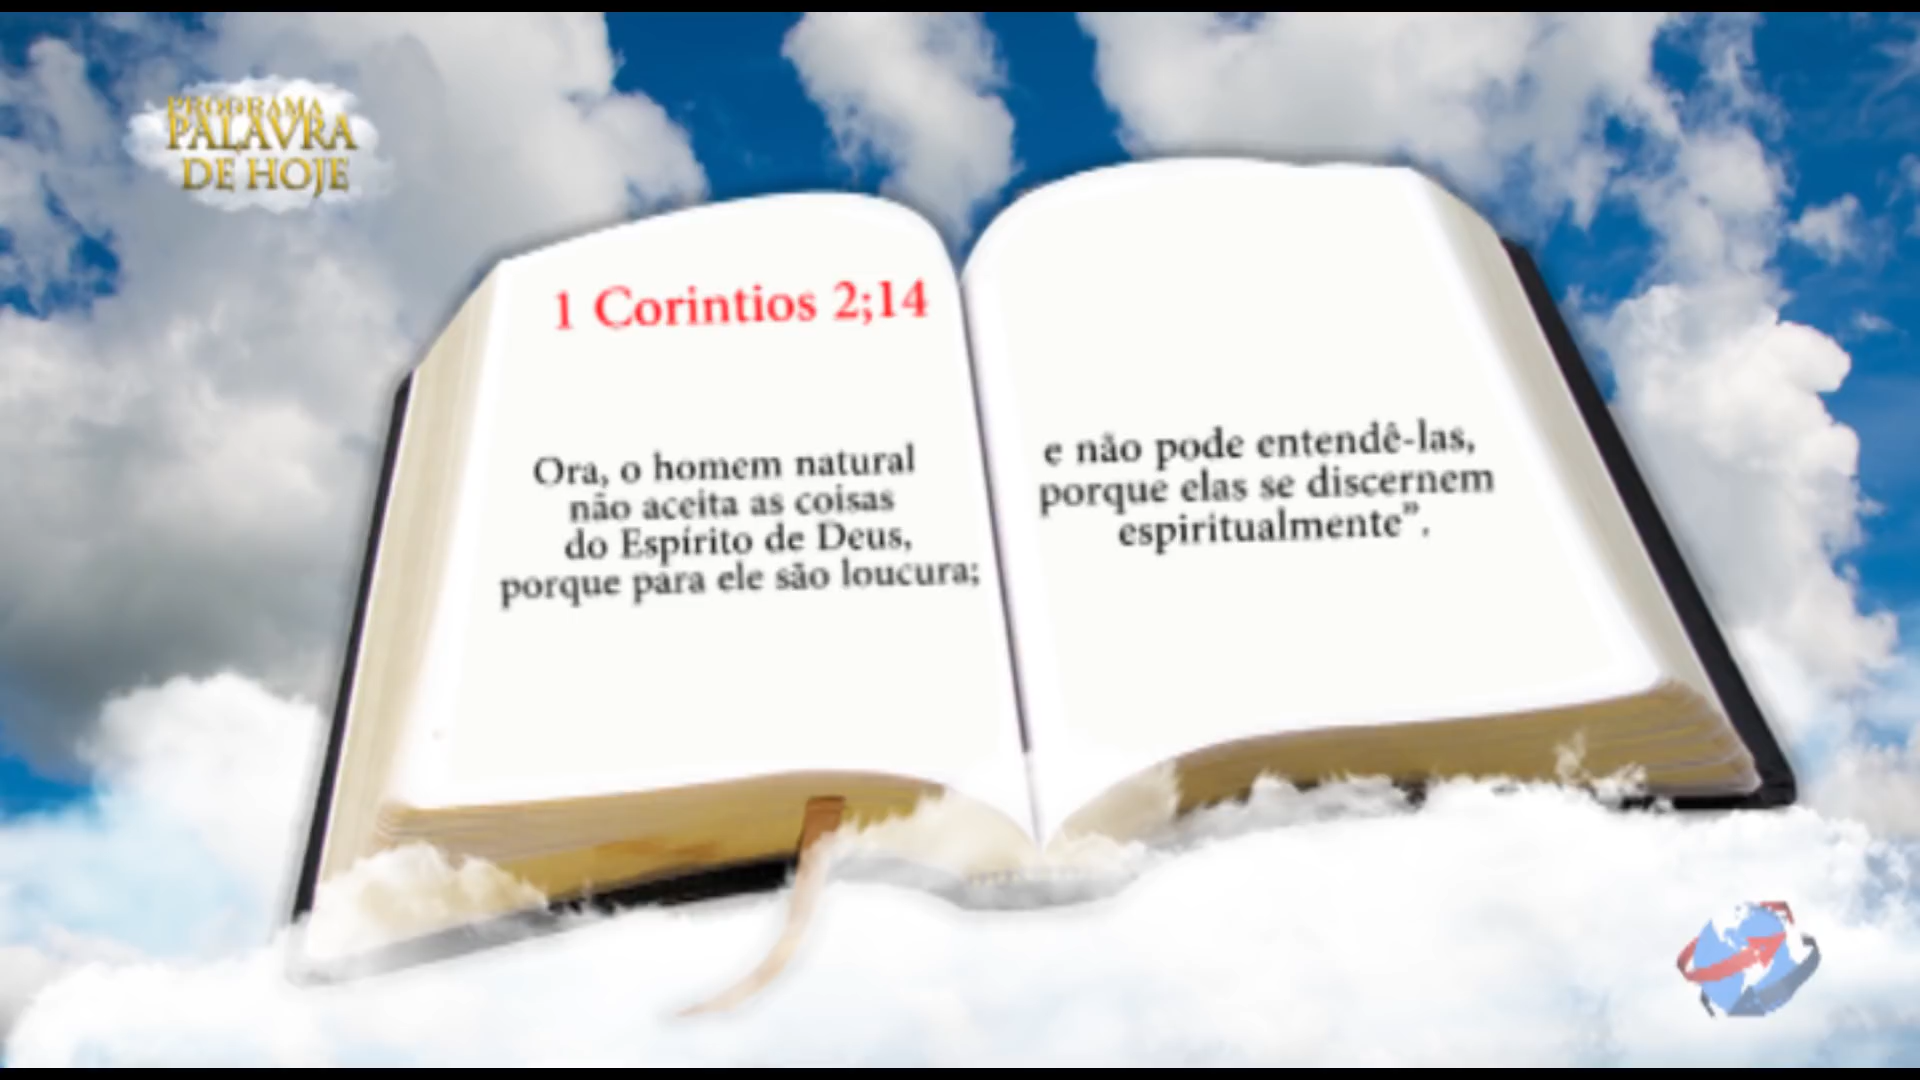 PROGRAMA
PALAVRA
DE HOJE
1 Corintios 2;14
Ora, o homem natural
não aceita as coisas
do Espírito de Deus,
porque para ele são loucura;
e não pode entendê-las,
porque elas se discernem
espiritualmente”.